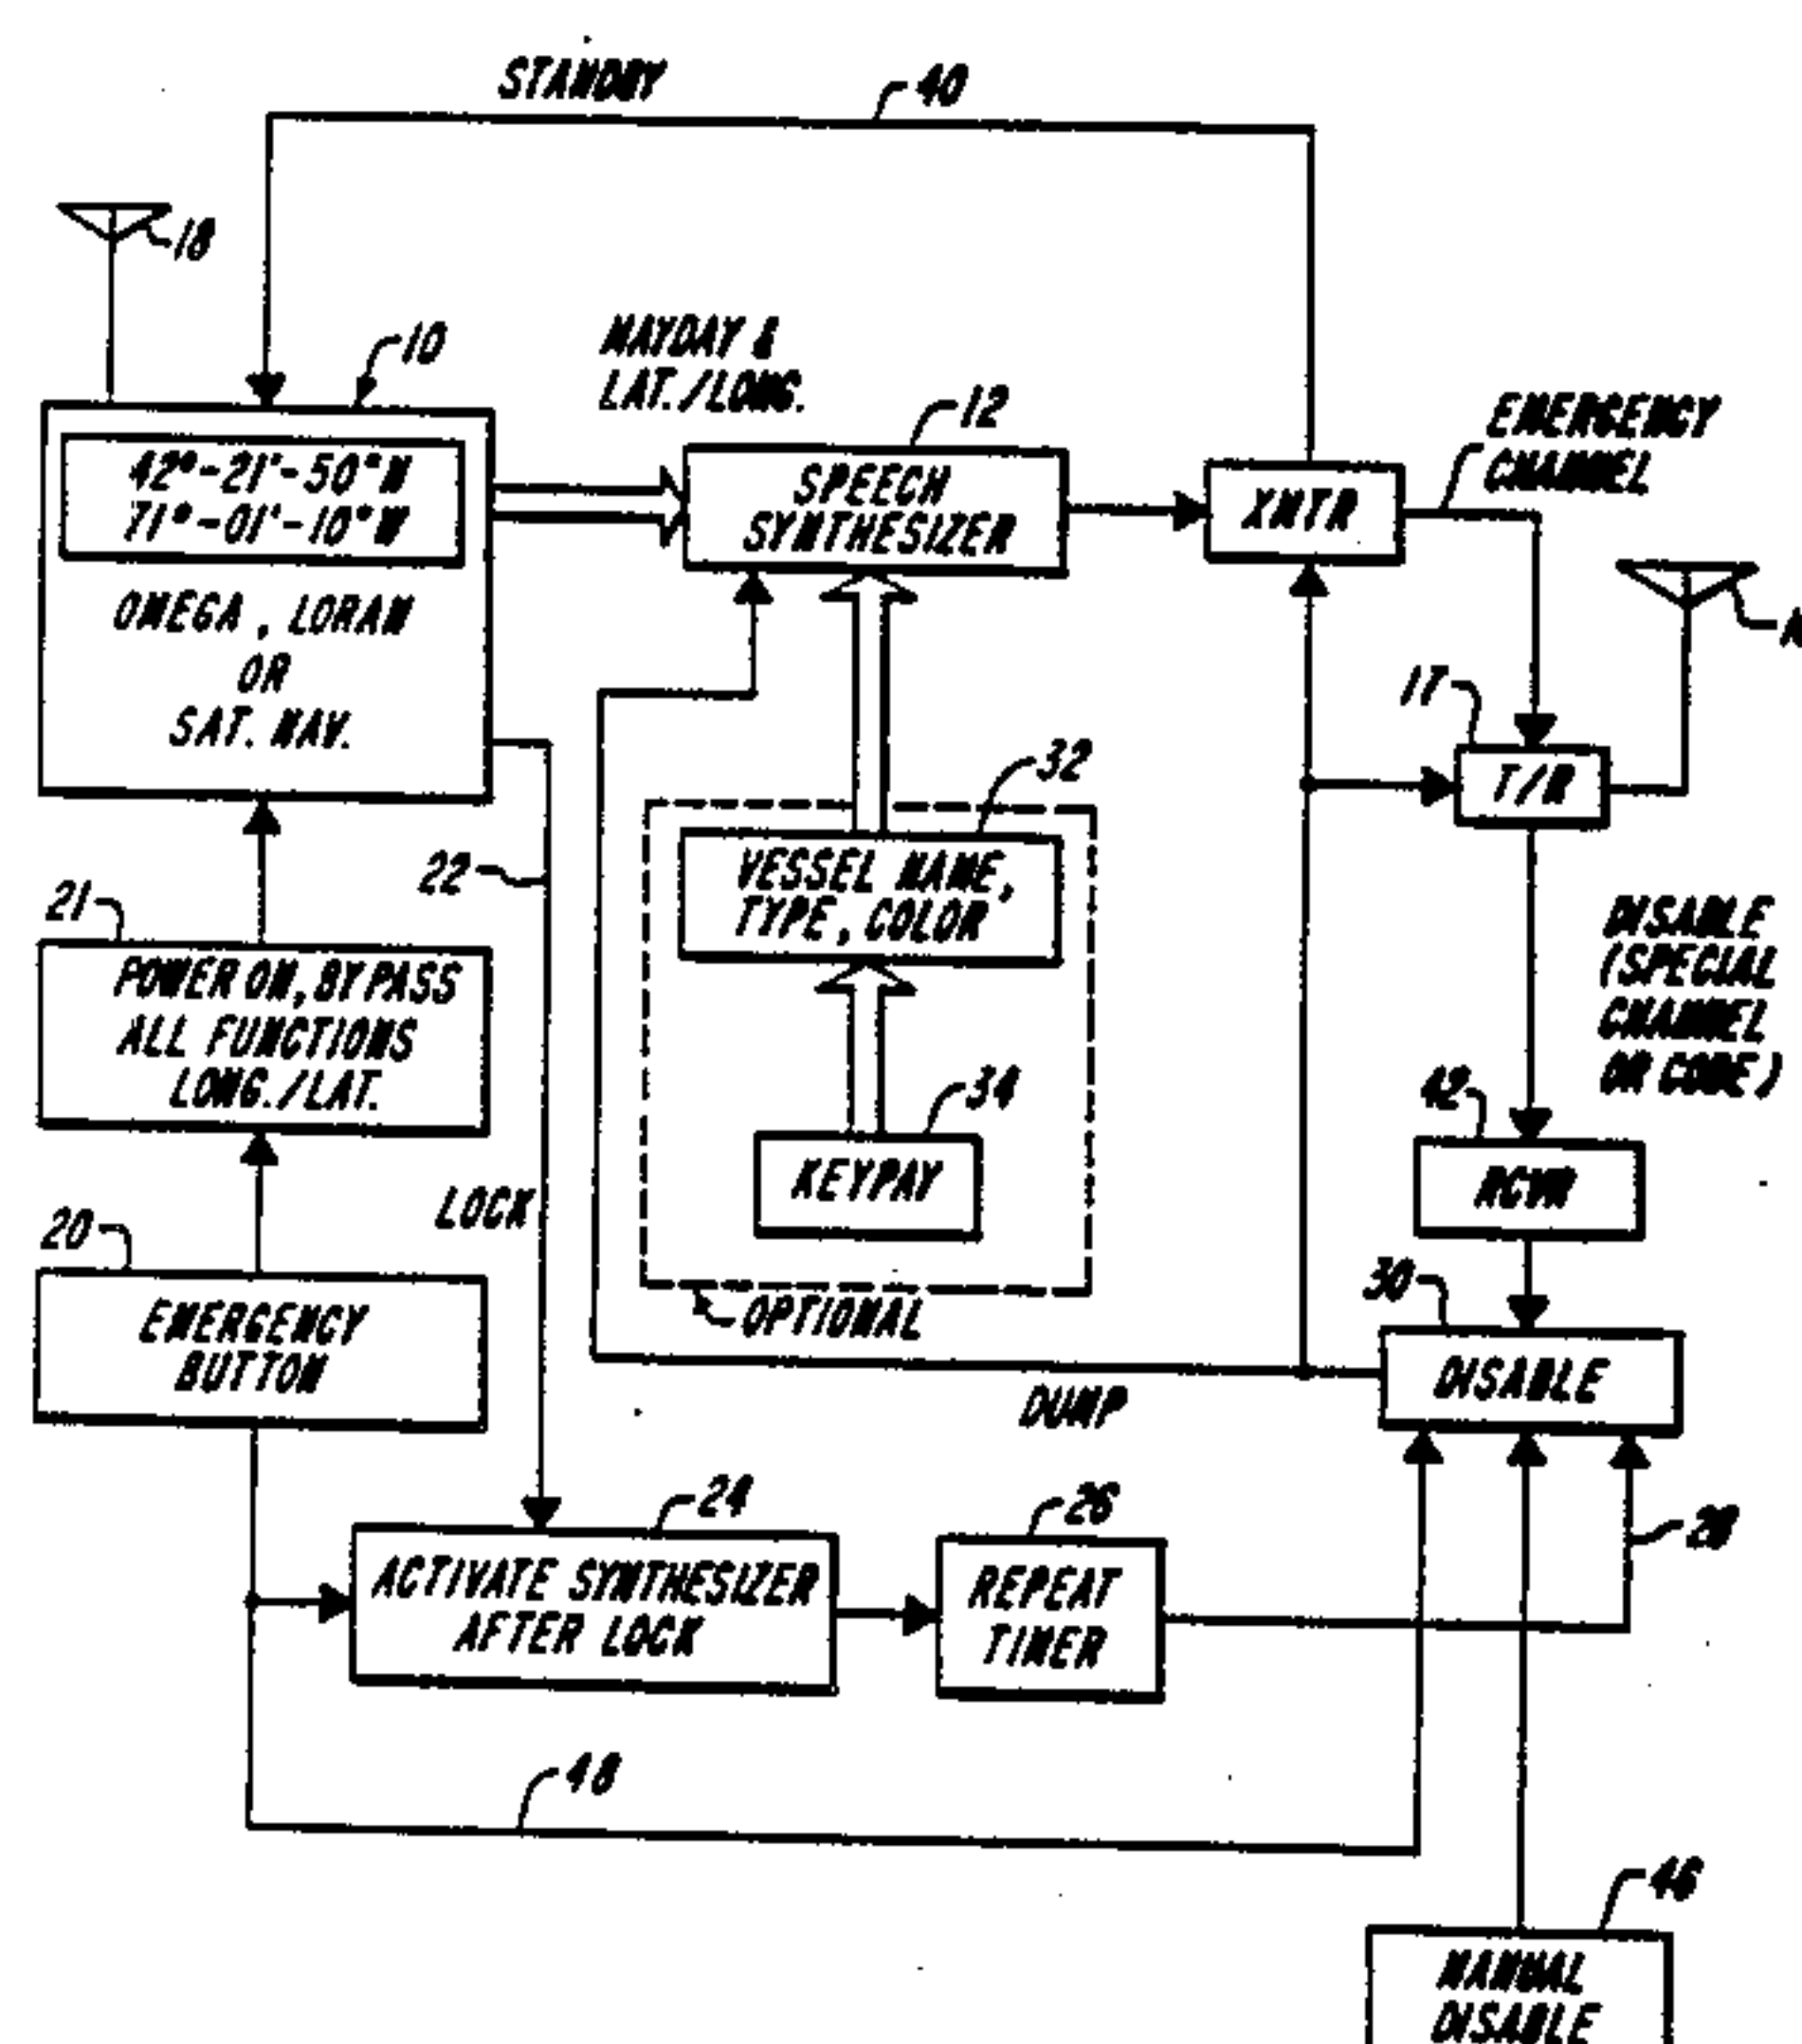 STANDBY
40
18
10
MAYDAY &
LAT./LONG.
12
EMERGENCY
CHANNEL
42°-21'-50"N
71°-01'-10"W
SPEECH
SYNTHESIZER
XMTR
OMEGA, LORAN
OR
SAT. NAV.
17
T/R
32
22
VESSEL NAME,
TYPE, COLOR
21
POWER ON, BYPASS
ALL FUNCTIONS
LONG./LAT.
DISABLE
(SPECIAL
CHANNEL
OR CODE)
34
KEYPAY
42
RCVR
LOCK
20
EMERGENCY
BUTTON
OPTIONAL
30
DISABLE
DUMP
24
ACTIVATE SYNTHESIZER
AFTER LOCK
26
REPEAT
TIMER
28
48
46
MANUAL
DISABLE